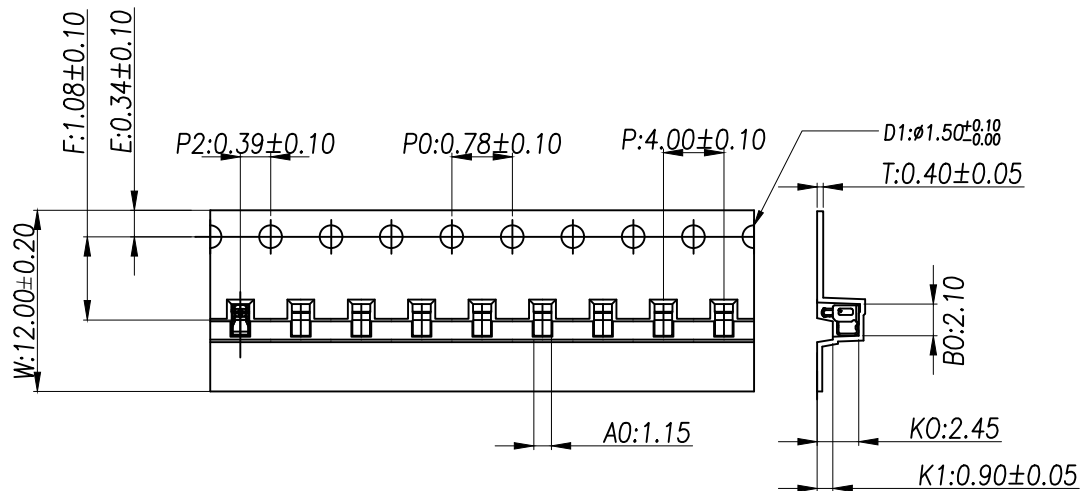 F:1.08±0.10
E:0.34±0.10
P2:0.39±0.10
P0:0.78±0.10
P:4.00±0.10
D1:ø1.50+0.10 -0.00
T:0.40±0.05
W:12.00±0.20
B0:2.10
A0:1.15
K0:2.45
K1:0.90±0.05